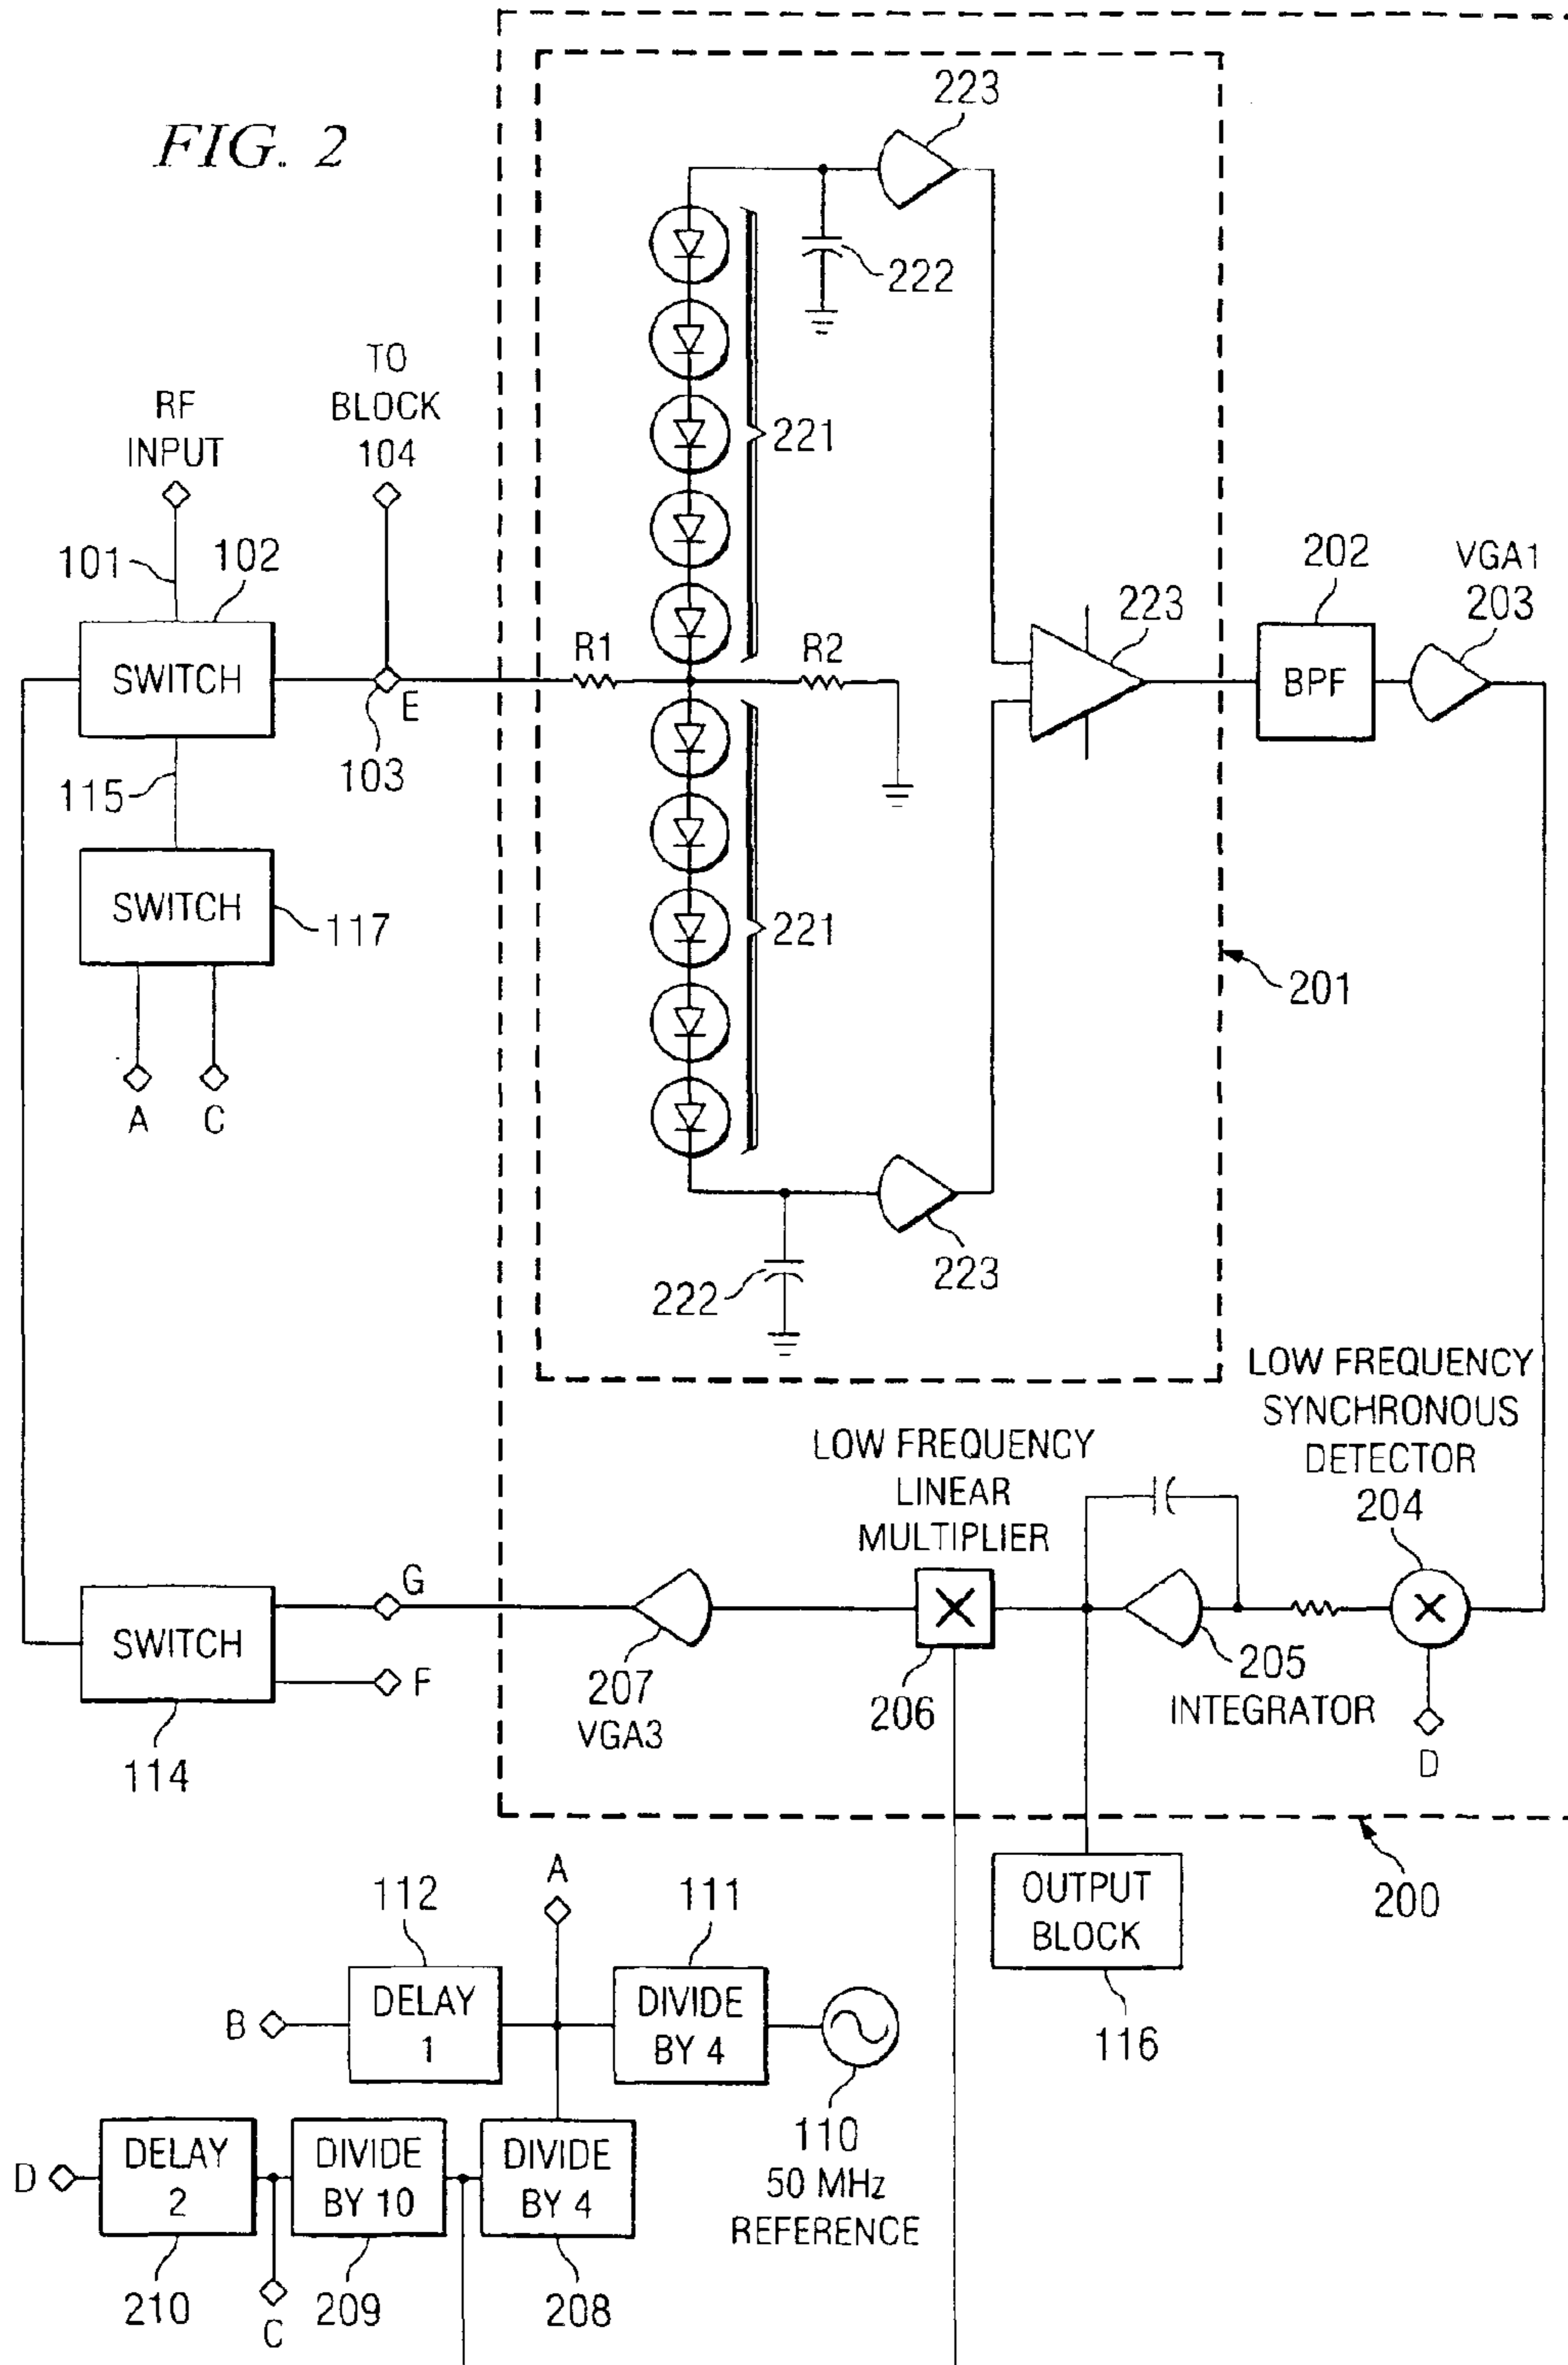 FIG. 2
223
222
TO
BLOCK
104
RF
INPUT
221
101
102
202
VGA1
203
223
R1
R2
SWITCH
E
BPF
103
115
SWITCH
117
221
201
A
C
223
222
LOW FREQUENCY
SYNCHRONOUS
DETECTOR
204
LOW FREQUENCY
LINEAR
MULTIPLIER
G
SWITCH
F
207
VGA3
206
205
INTEGRATOR
D
114
200
A
112
111
OUTPUT
BLOCK
B
DELAY
1
DIVIDE
BY 4
116
110
50 MHz
REFERENCE
D
DELAY
2
DIVIDE
BY 10
DIVIDE
BY 4
210
C
209
208